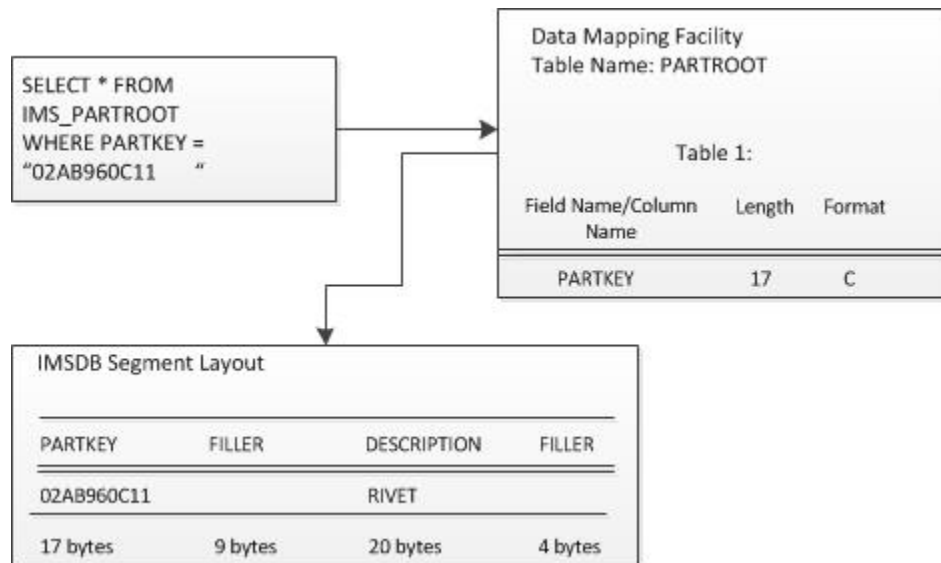 SELECT * FROM
IMS_PARTROOT
WHERE PARTKEY =
“02AB960C11 “
Data Mapping Facility
Table Name: PARTROOT
Table 1:
Field Name/Column Length Format
Name
PARTKEY 17 C
IMSDB Segment Layout
PARTKEY FILLER DESCRIPTION FILLER
02AB960C11 RIVET
17 bytes 9 bytes 20 bytes 4 bytes